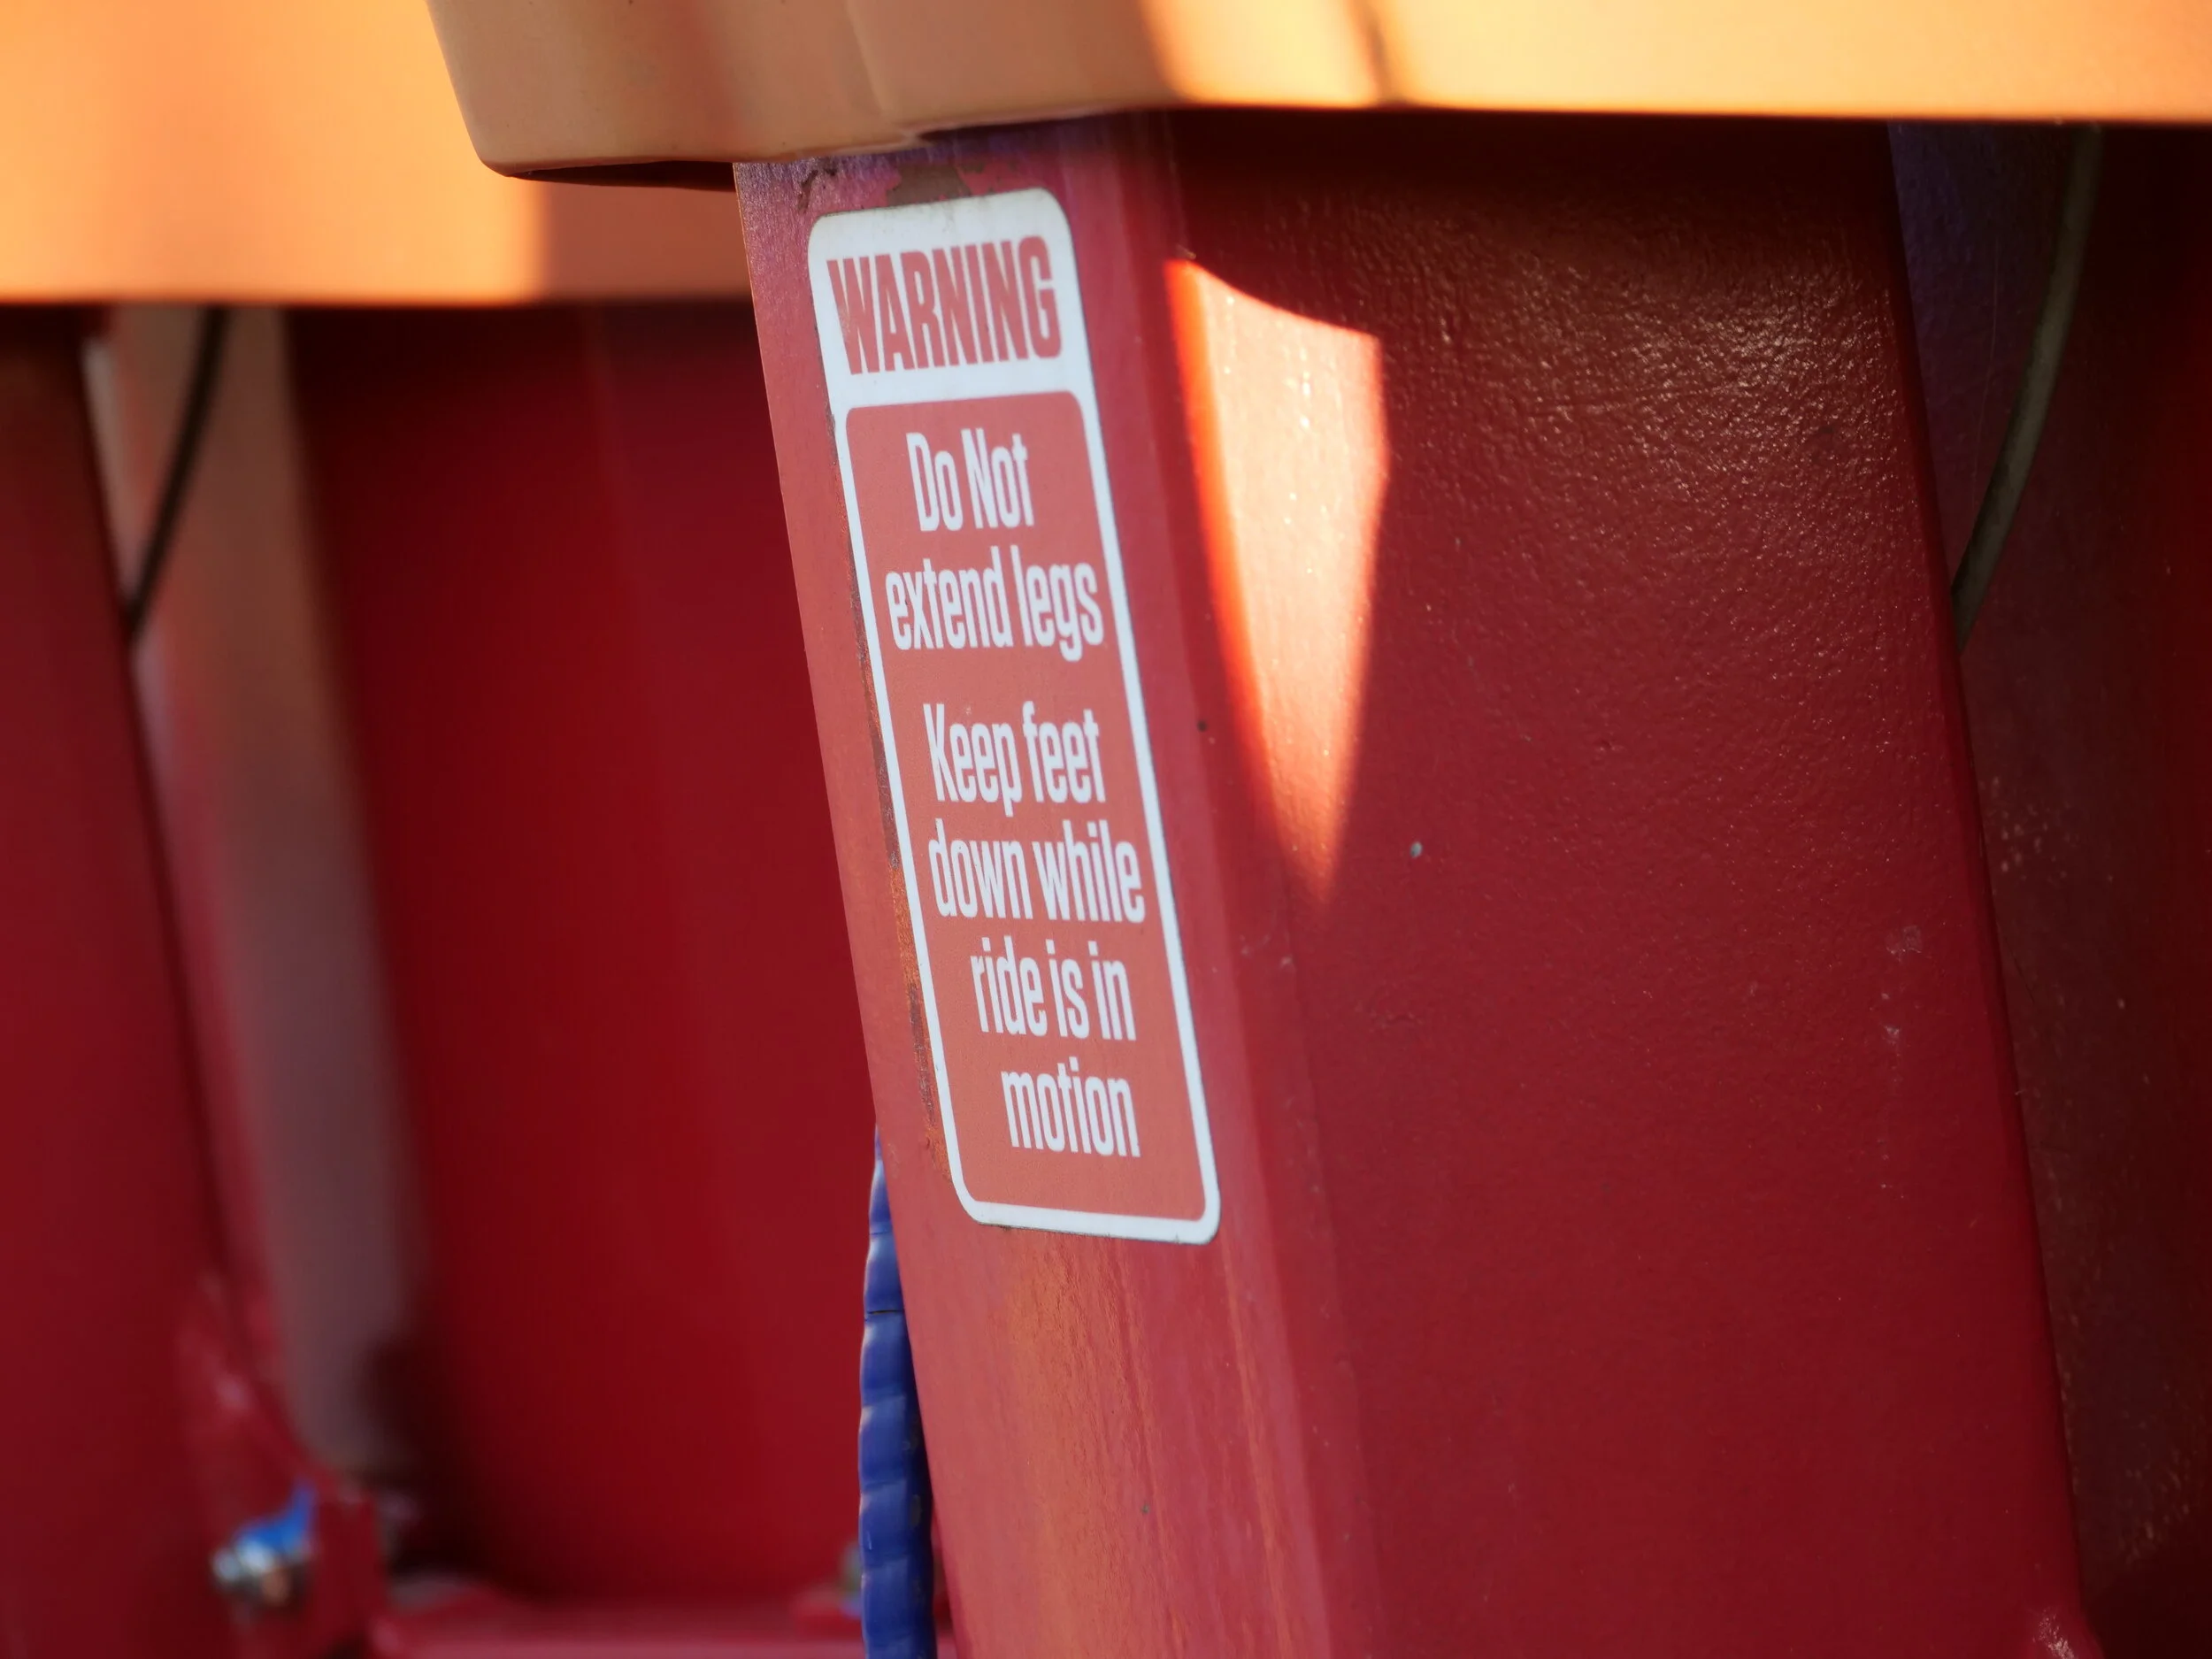 WARNING
Do Not
extend legs
Keep feet
down while
ride is in
motion